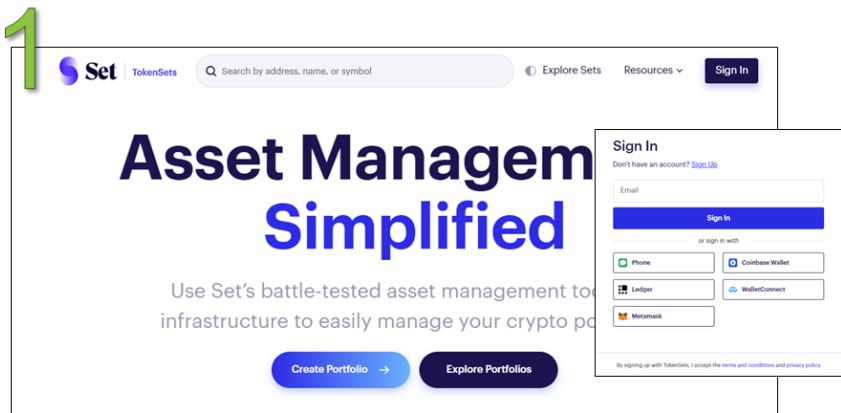 1
Set TokenSets
Search by address, name, or symbol
Explore Sets
Resources
Sign In
Asset Managem
Simplified
Use Set's battle-tested asset management too
infrastructure to easily manage your crypto po
Create Portfolio →
Explore Portfolios
Sign In
Don't have an account? Sign Up
Email
Sign In
or sign in with
Phone
Coinbase Wallet
Ledger
WalletConnect
Metamask
By signing up with TokenSets, I accept the terms and conditions and privacy policy